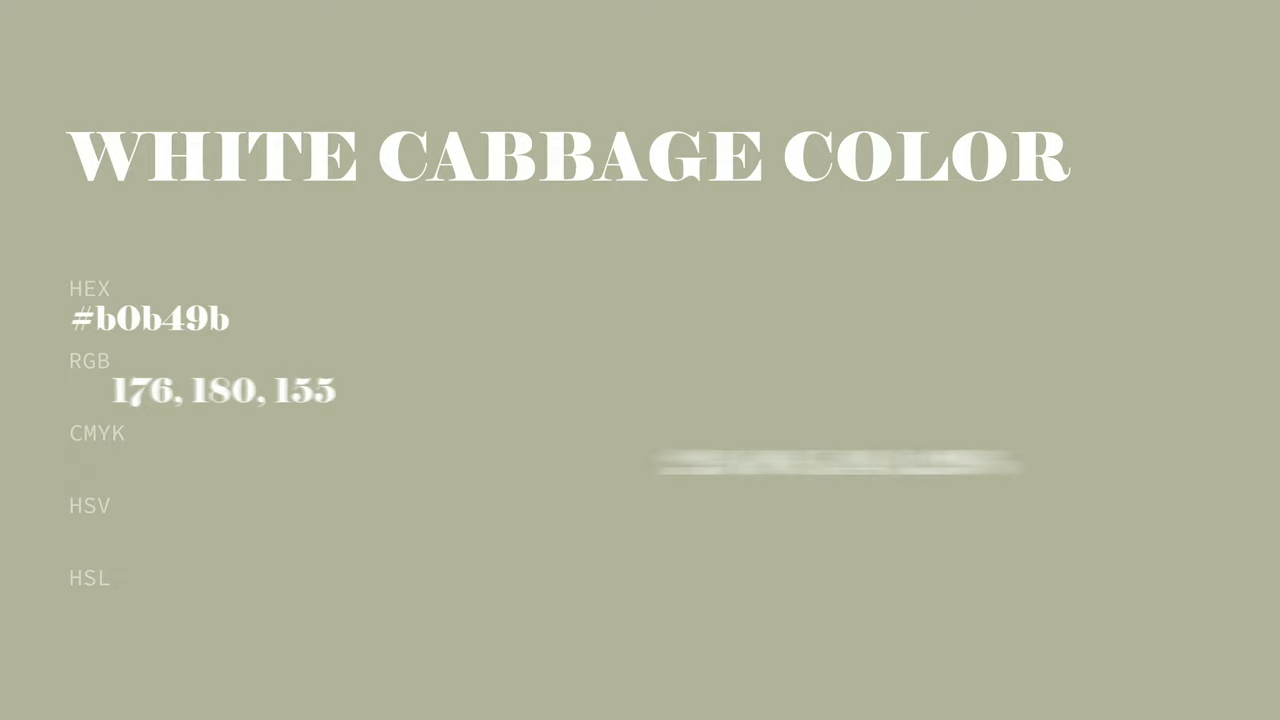 WHITE CABBAGE COLOR
HEX
#b0b49b
RGB
176, 180, 155
CMYK
HSV
HSL